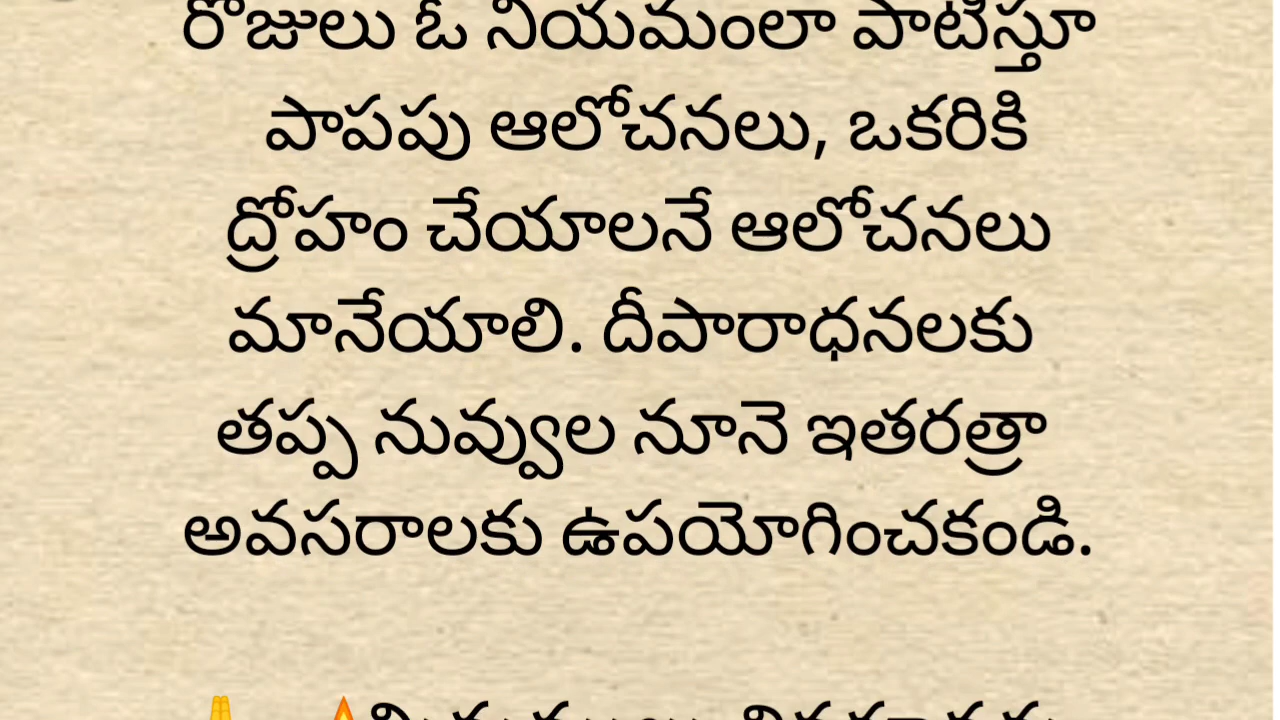 రోజులు ఓ నియమంలా పాటిస్తూ
పాపపు ఆలోచనలు, ఒకరికి
ద్రోహం చేయాలనే ఆలోచనలు
మానేయాలి. దీపారాధనలకు
తప్ప నువ్వుల నూనె ఇతరత్రా
అవసరాలకు ఉపయోగించకండి.